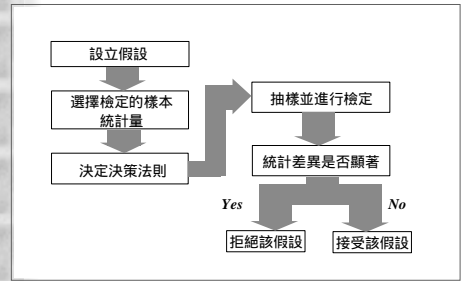 設立假設
選擇檢定的樣本
統計量
決定決策法則
抽樣並進行檢定
統計差異是否顯著
Yes
No
拒絕該假設
接受該假設